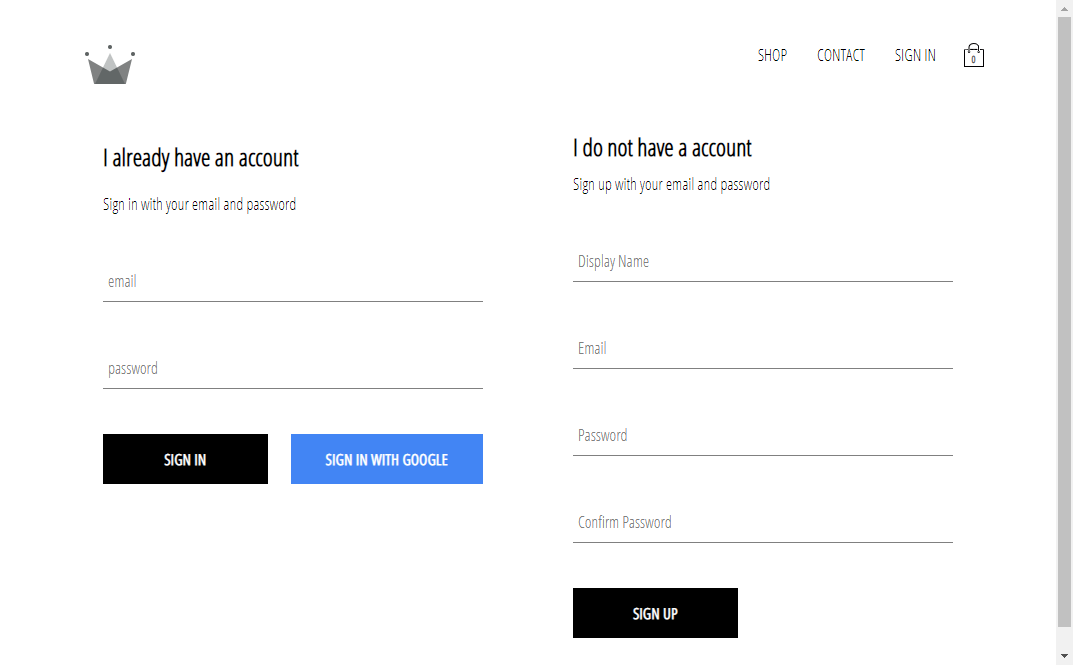 SHOP CONTACT SIGN IN 0
I already have an account
Sign in with your email and password
email
password
SIGN IN SIGN IN WITH GOOGLE
I do not have a account
Sign up with your email and password
Display Name
Email
Password
Confirm Password
SIGN UP